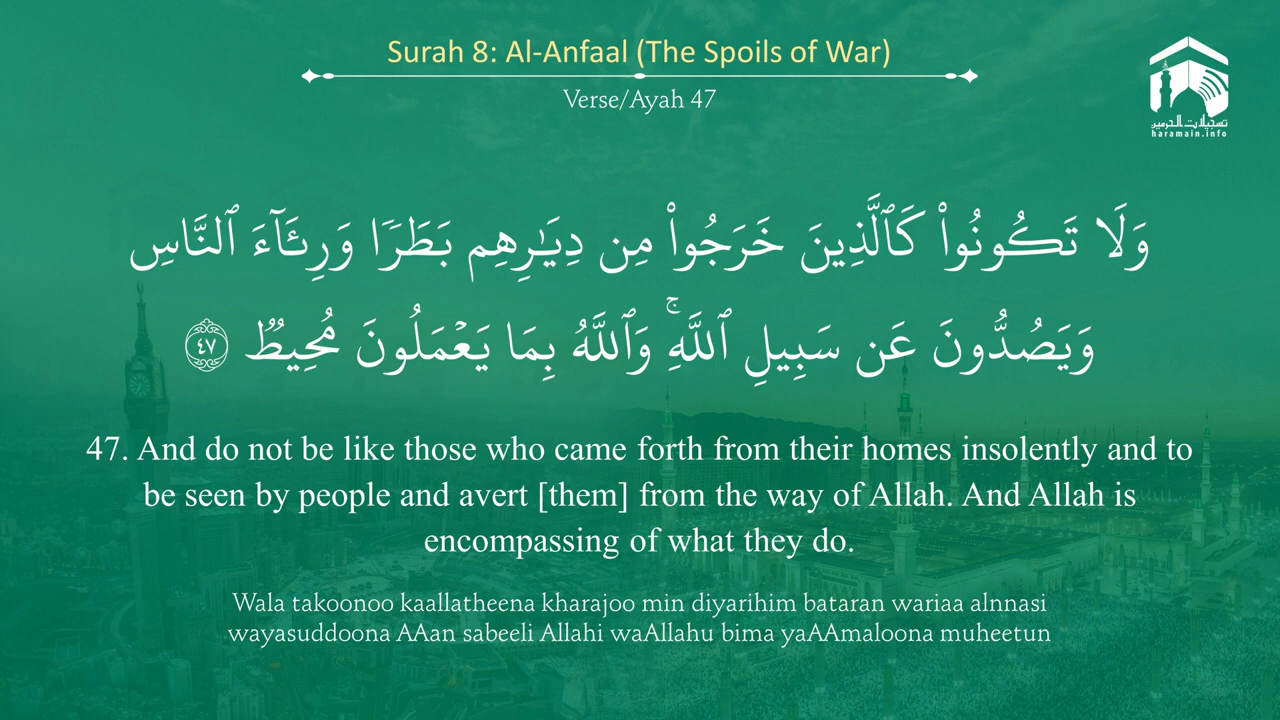 Surah 8: Al-Anfaal (The Spoils of War)
Verse/Ayah 47
تسجيلات الحرمين
haramain.info
وَلَا تَكُونُوا۟ كَٱلَّذِينَ خَرَجُوا۟ مِن دِيَـٰرِهِم بَطَرًۭا وَرِئَآءَ ٱلنَّاسِ
وَيَصُدُّونَ عَن سَبِيلِ ٱللَّهِ ۚ وَٱللَّهُ بِمَا يَعْمَلُونَ مُحِيطٌۭ ٤٧
47. And do not be like those who came forth from their homes insolently and to
be seen by people and avert [them] from the way of Allah. And Allah is
encompassing of what they do.
Wala takoonoo kaallatheena kharajoo min diyarihim bataran wariaa alnnasi
wayasuddoona AAan sabeeli Allahi waAllahu bima yaAAmaloona muheetun